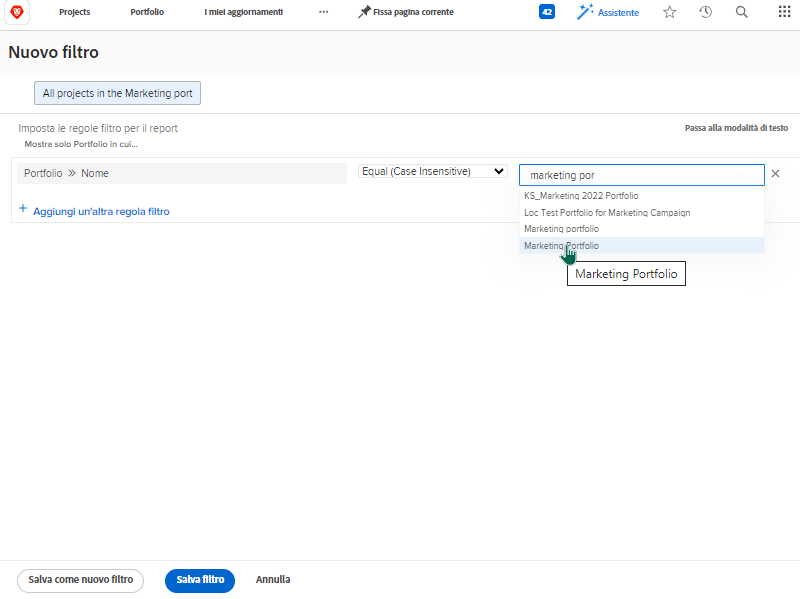 Projects Portfolio I miei aggiornamenti ··· Fissa pagina corrente 42 Assistente
Nuovo filtro
All projects in the Marketing port
Imposta le regole filtro per il report Passa alla modalità di testo
Mostra solo Portfolio in cui...
Portfolio » Nome Equal (Case Insensitive) marketing por
KS_Marketing 2022 Portfolio
+ Aggiungi un'altra regola filtro
Loc Test Portfolio for Marketing Campaign
Marketing portfolio
Marketing Portfolio
Marketing Portfolio
Salva come nuovo filtro Salva filtro Annulla